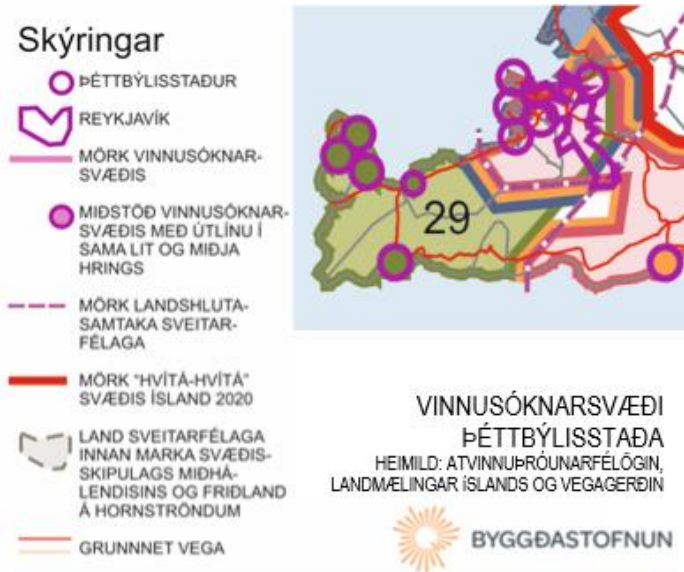 Skýringar
ÞÉTTBÝLISSTAÐUR
REYKJAVÍK
MÖRK VINNUSÓKNAR-
SVÆÐIS
MIÐSTÖÐ VINNUSÓKNAR-
SVÆÐIS MEÐ ÚTLÍNU Í
SAMA LIT OG MIÐJA
HRINGS
MÖRK LANDSHLUTA-
SAMTAKA SVEITAR-
FÉLAGA
MÖRK "HVÍTÁ-HVÍTÁ"
SVÆÐIS ÍSLAND 2020
LAND SVEITARFÉLAGA
INNAN MARKA SVÆÐIS-
SKIPULAGS MIÐHÁ-
LENDISINS OG FRIÐLAND
Á HORNSTRÖNDUM
GRUNNNET VEGA
29
VINNUSÓKNARSVÆÐI
ÞÉTTBÝLISSTAÐA
HEIMILD: ATVINNUÞRÓUNARFÉLÖGIN,
LANDMÆLINGAR íSLANDS OG VEGAGERÐIN
BYGGÐASTOFNUN